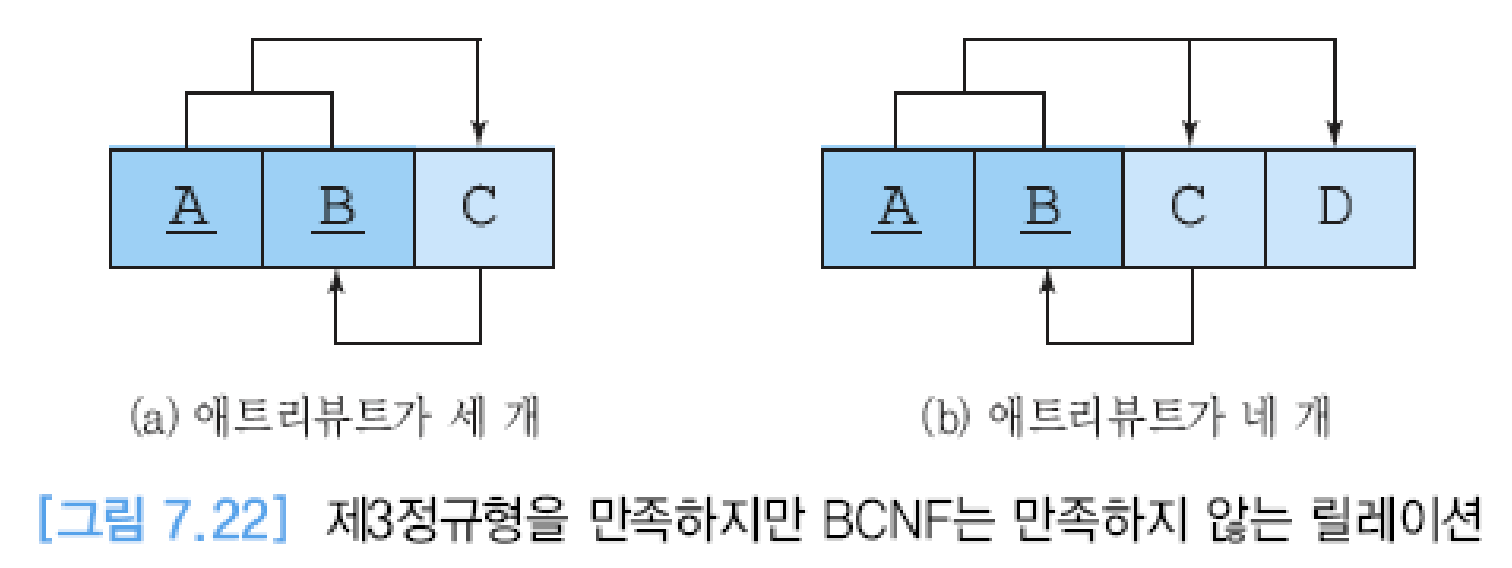 A B C
A B C D
(a) 애트리뷰트가 세 개
(b) 애트리뷰트가 네 개
[그림 7.22] 제3정규형을 만족하지만 BCNF는 만족하지 않는 릴레이션